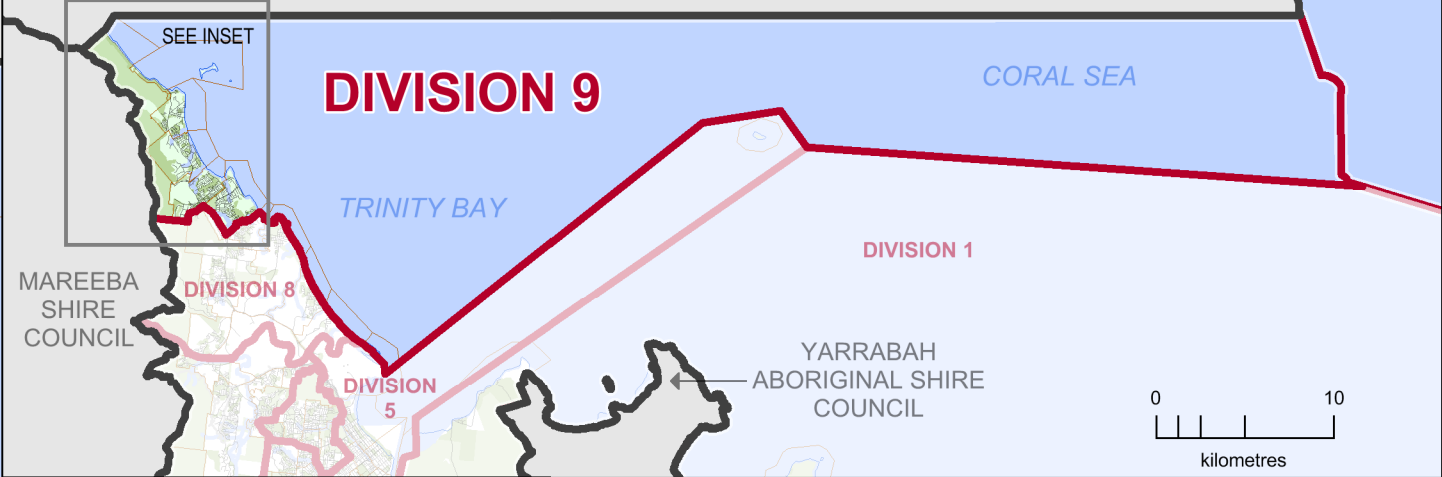 SEE INSET
DIVISION 9
CORAL SEA
TRINITY BAY
DIVISION 1
MAREEBA
SHIRE
COUNCIL
DIVISION 8
YARRABAH
ABORIGINAL SHIRE
COUNCIL
DIVISION
5
0 10
kilometres